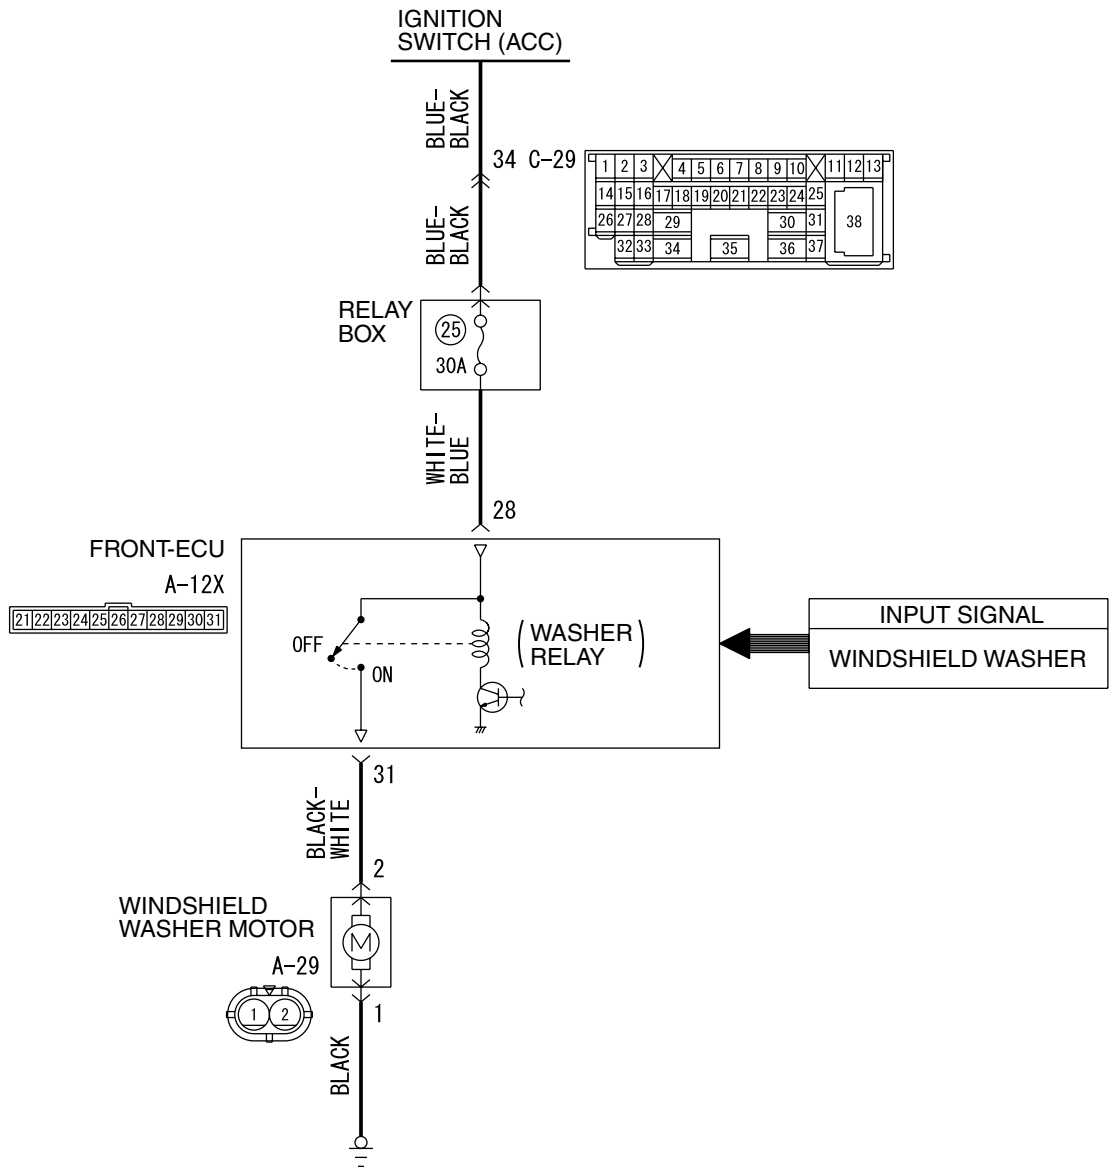 IGNITION
SWITCH (ACC)
BLUE-
BLACK
34 C-29
1 2 3 4 5 6 7 8 9 10 11 12 13
14 15 16 17 18 19 20 21 22 23 24 25
26 27 28 29 30 31 38
32 33 34 35 36 37
BLUE-
BLACK
RELAY
BOX
25
30A
WHITE-
BLUE
28
FRONT-ECU
A-12X
21 22 23 24 25 26 27 28 29 30 31
OFF
ON
(WASHER
RELAY)
INPUT SIGNAL
WINDSHIELD WASHER
31
BLACK-
WHITE
2
WINDSHIELD
WASHER MOTOR
M
A-29
1 2
1
BLACK